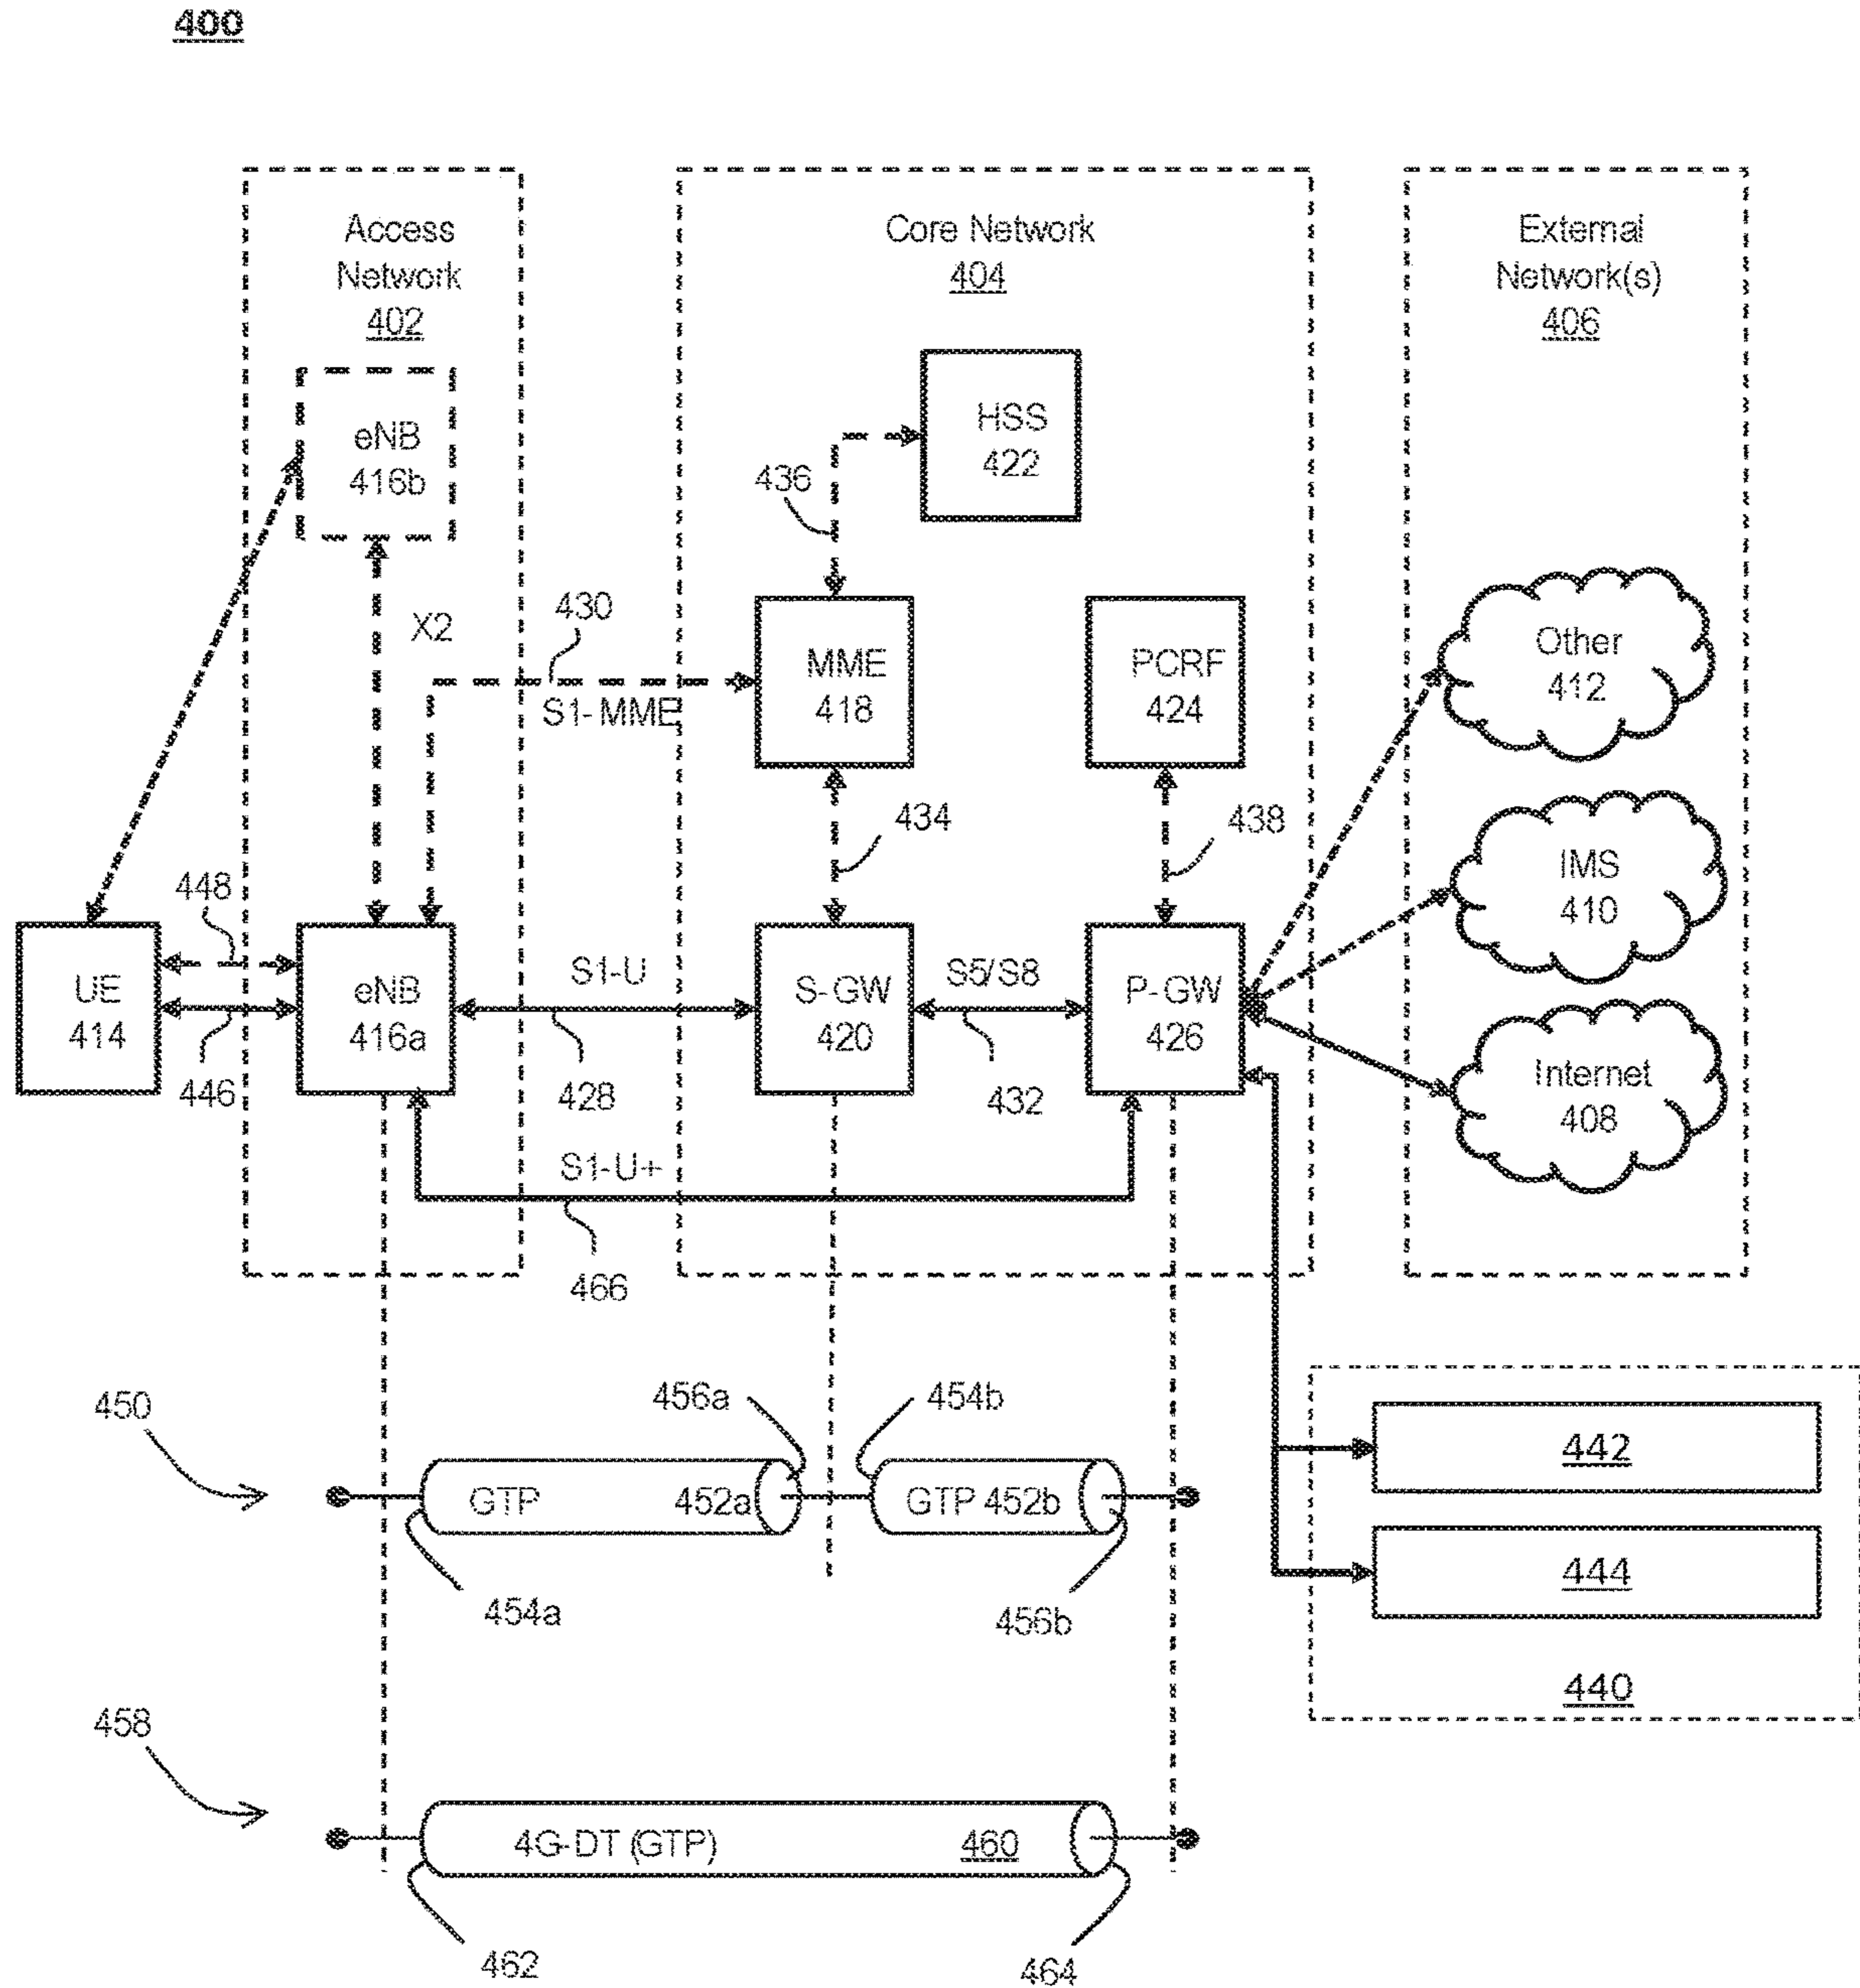 400
Access
Network
402
Core Network
404
External
Network(s)
406
HSS
422
eNB
416b
436
430
X2
S1-MME
MME
418
PCRF
424
Other
412
434
438
IMS
410
448
UE
414
446
eNB
416a
S1-U
428
S-GW
420
S5/S8
432
P-GW
426
Internet
408
S1-U+
466
450
456a
454b
GTP
452a
GTP 452b
454a
456b
442
444
440
458
4G-DT (GTP)
460
462
464